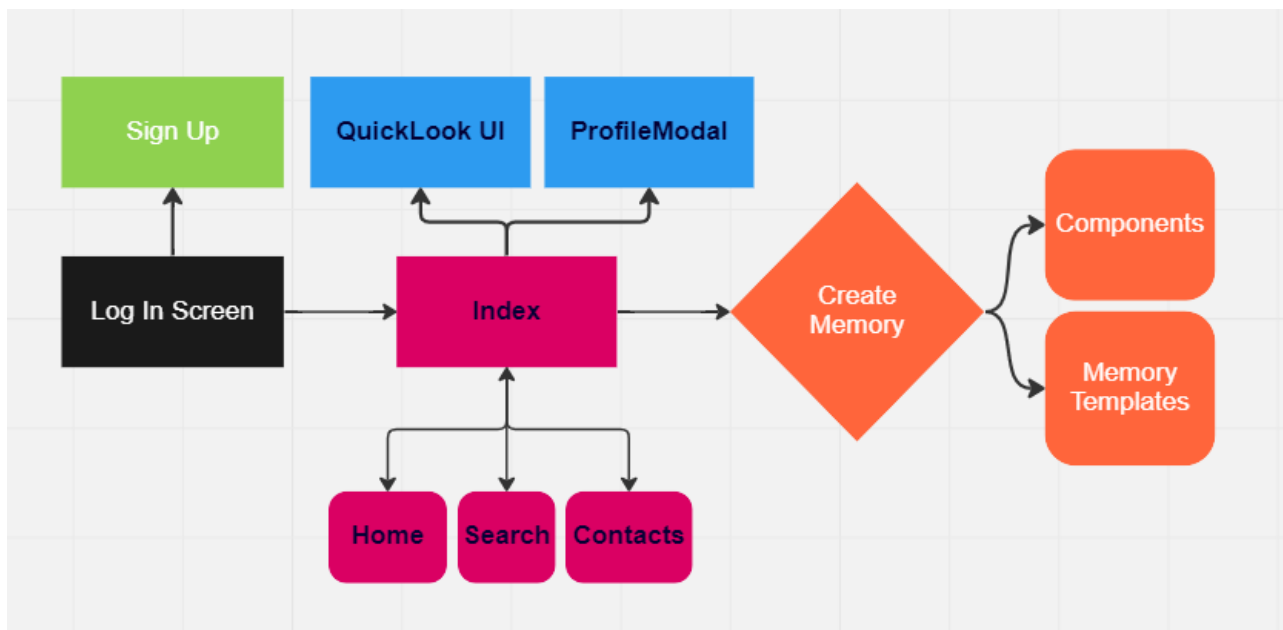 Sign Up
QuickLook UI
ProfileModal
Components
Log In Screen
Index
Create
Memory
Memory
Templates
Home
Search
Contacts